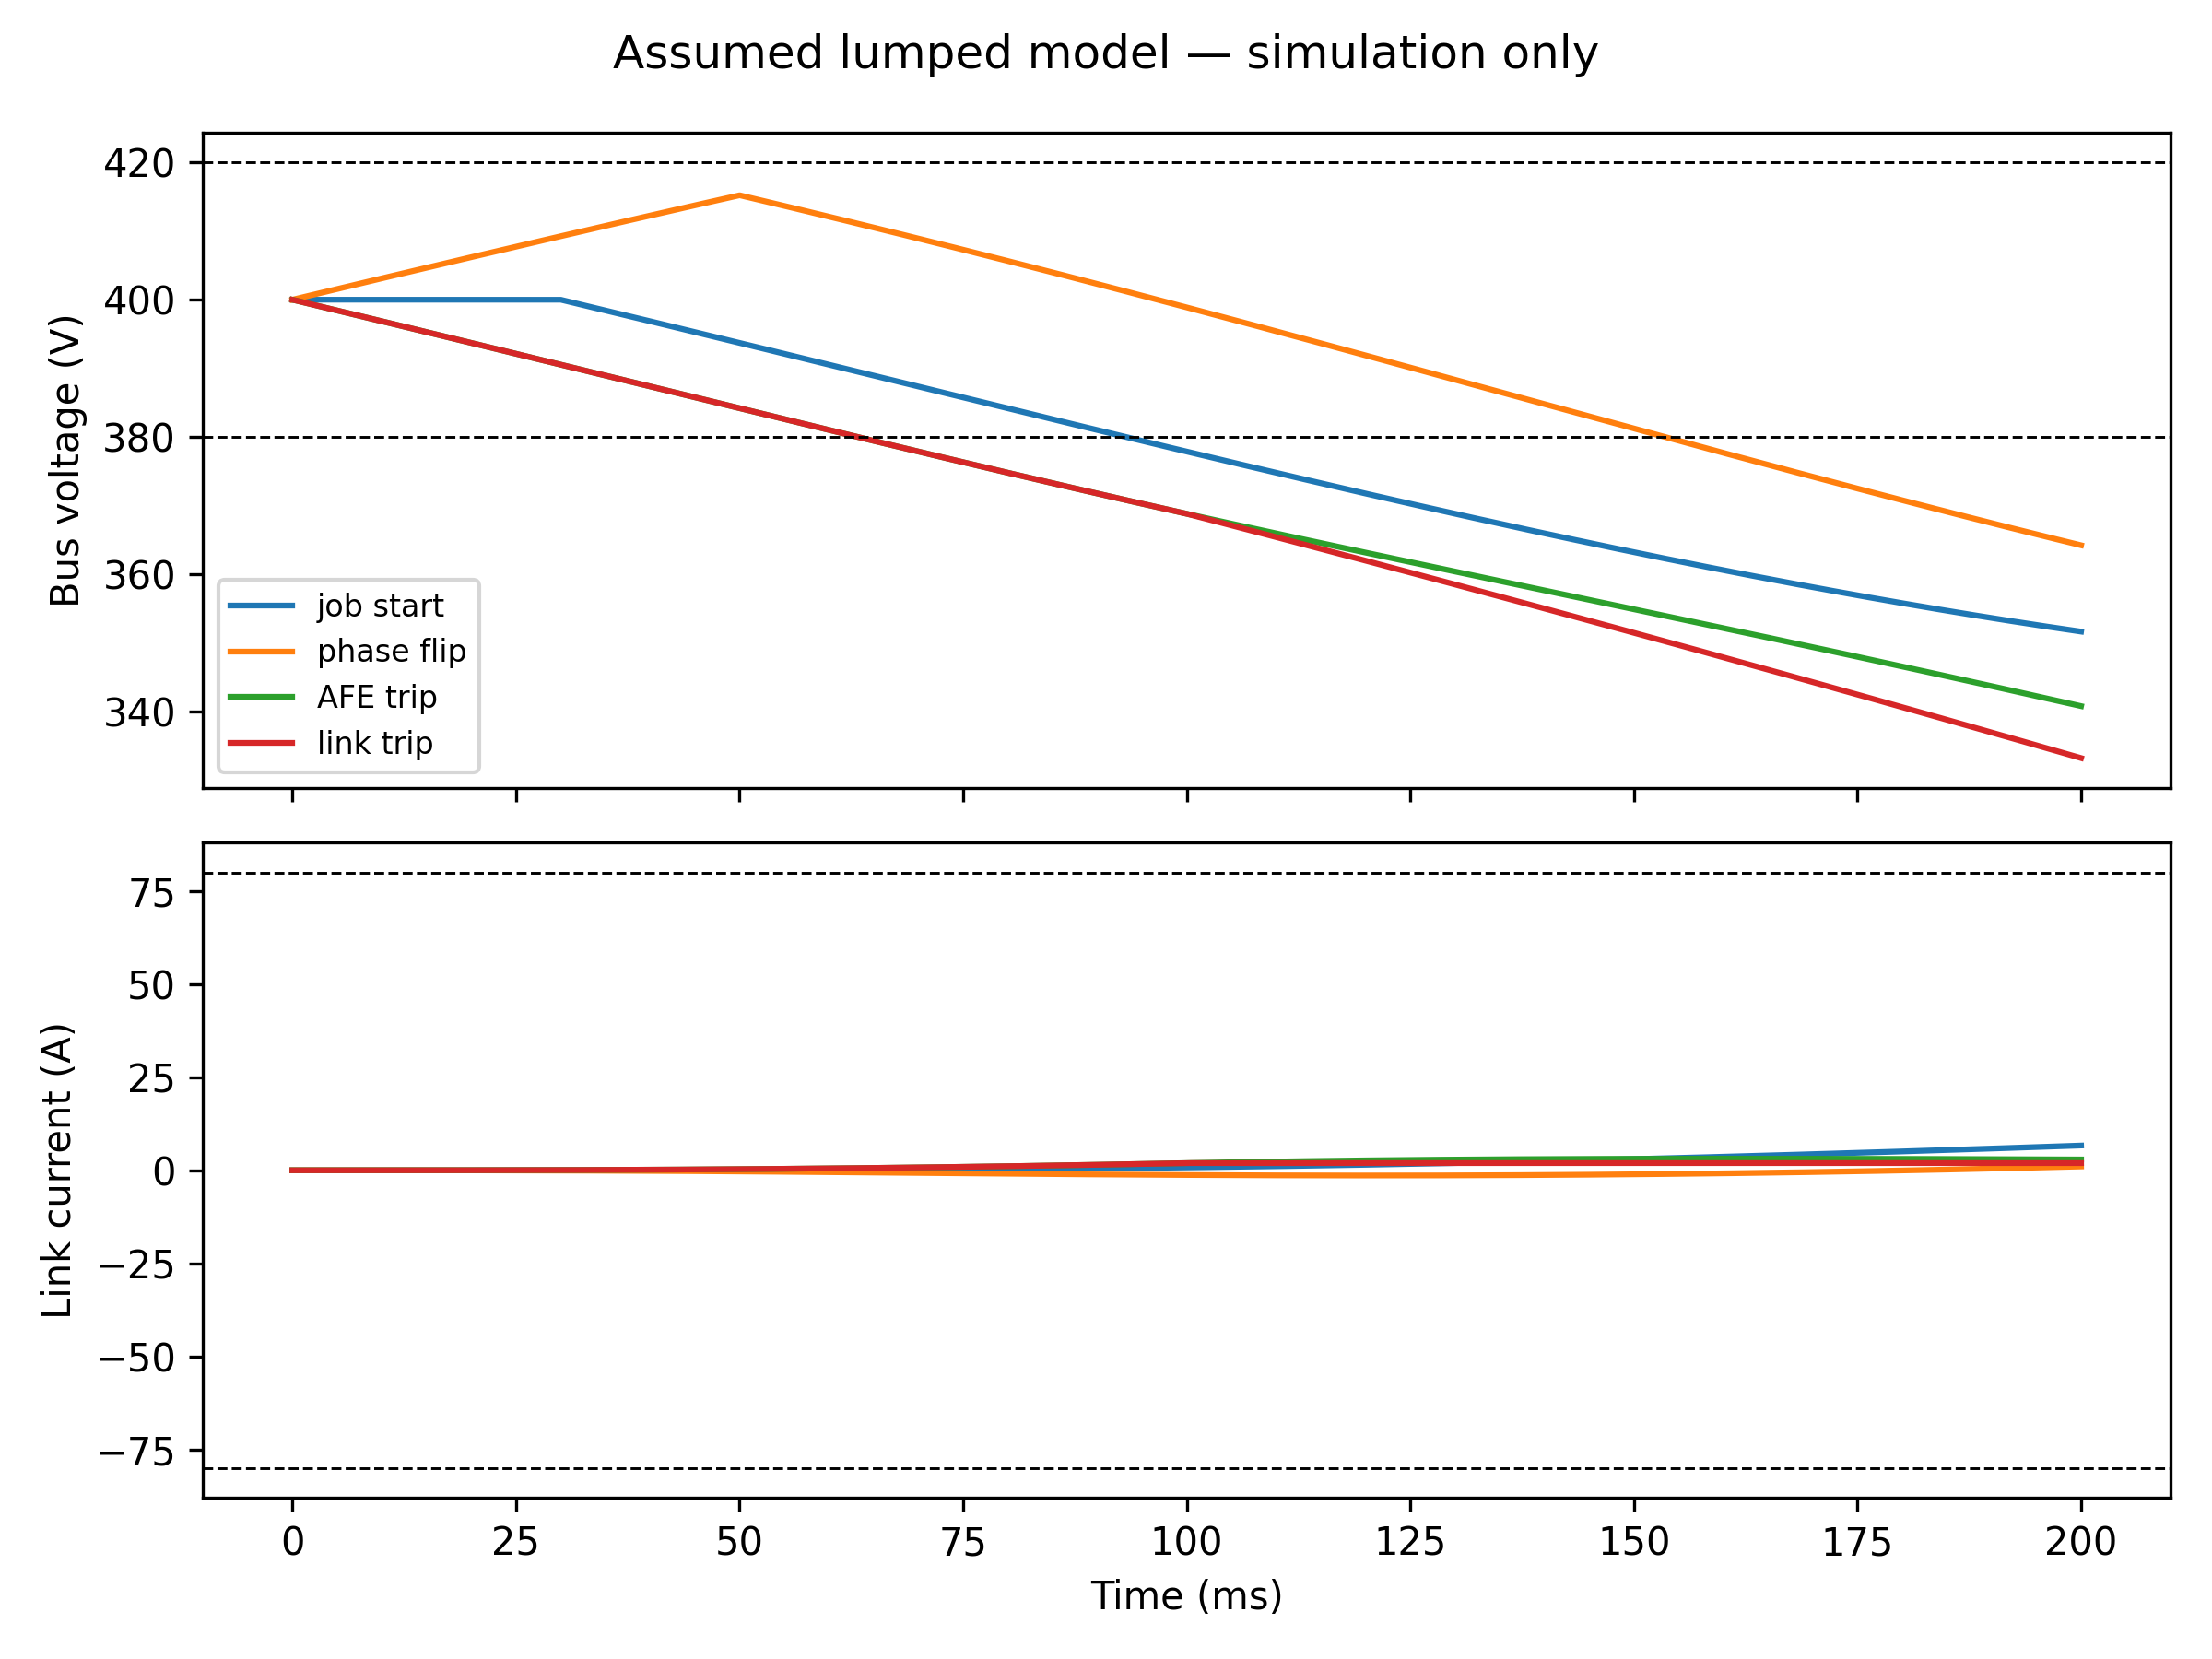 Assumed lumped model — simulation only
Bus voltage (V)
420
400
380
360
340
job start
phase flip
AFE trip
link trip
Link current (A)
75
50
25
0
−25
−50
−75
0 25 50 75 100 125 150 175 200
Time (ms)